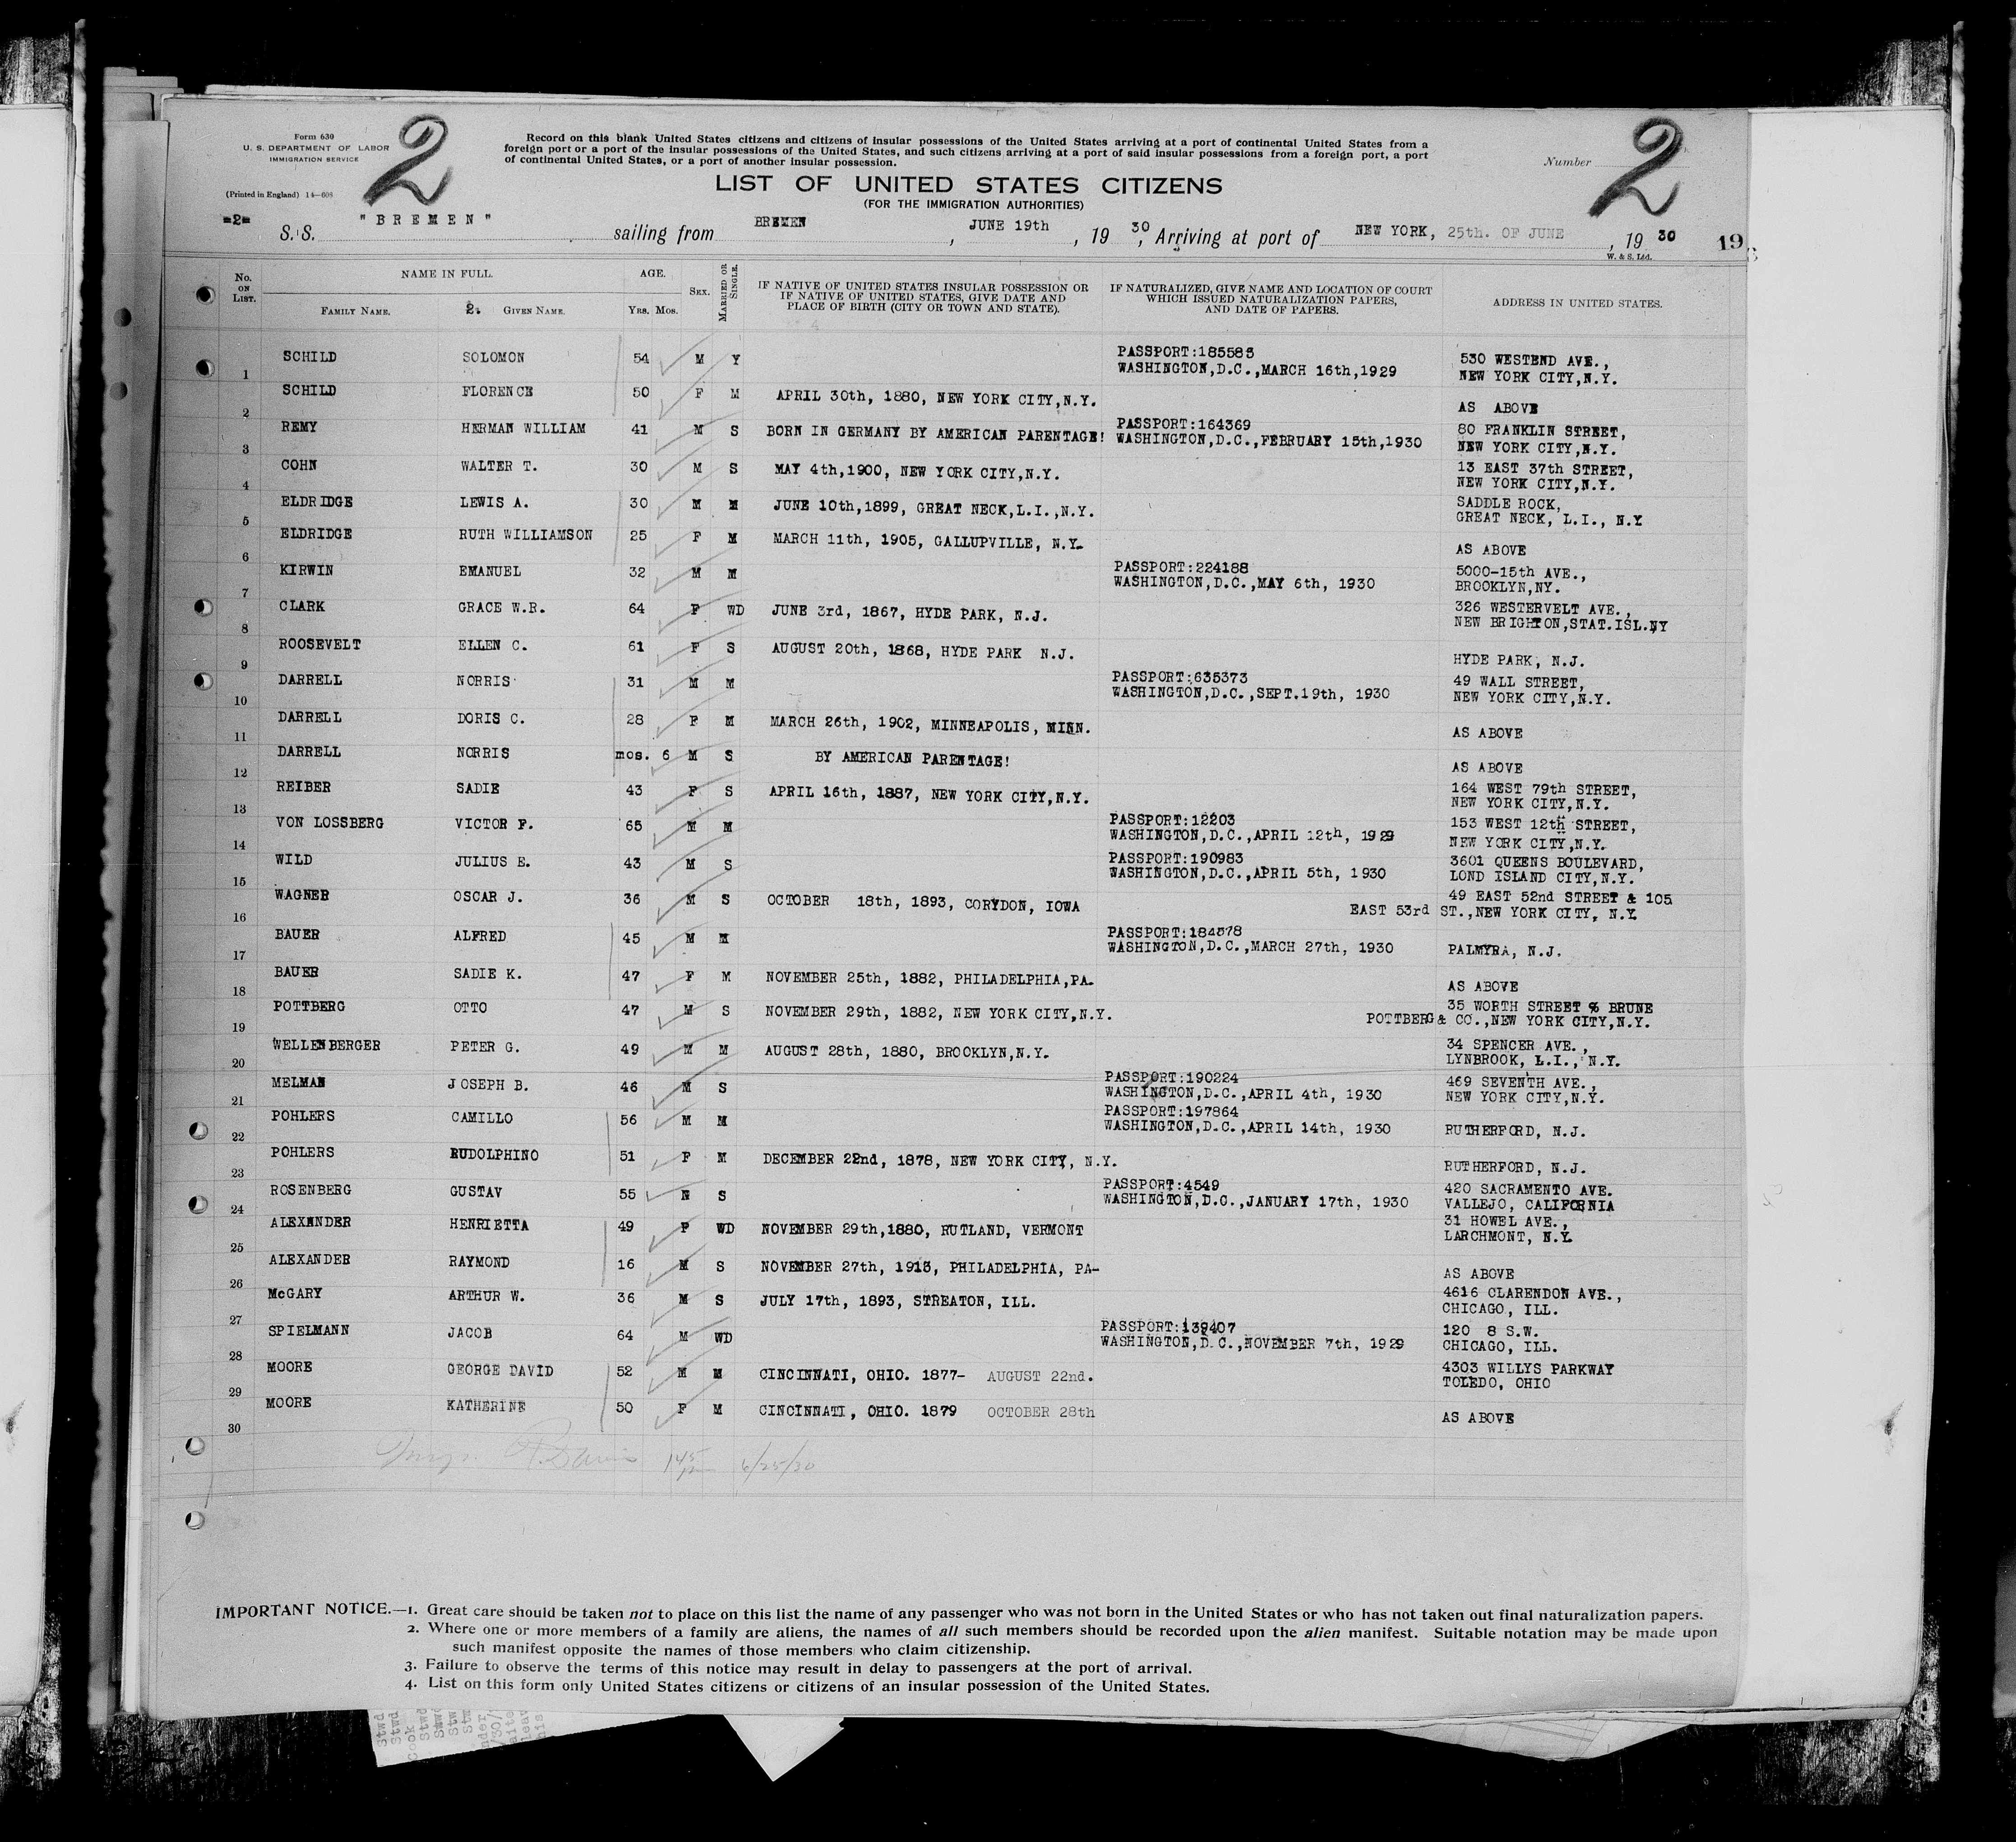 Form 630
U. S. DEPARTMENT OF LABOR
IMMIGRATION SERVICE
(Printed in England) 14—606
2
Record on this blank United States citizens and citizens of insular possessions of the United States arriving at a port of continental United States from a
foreign port or a port of the insular possessions of the United States, and such citizens arriving at a port of said insular possessions from a foreign port, a port
of continental United States, or a port of another insular possession.
Number
2
LIST OF UNITED STATES CITIZENS
(FOR THE IMMIGRATION AUTHORITIES)
=2=
S. S. "BREMEN" sailing from BREMEN, JUNE 19th, 19 30, Arriving at port of NEW YORK, 25th. OF JUNE, 19 30
W. & S. Ltd.
19
No. ON LIST. NAME IN FULL. AGE. SEX. MARRIED OR SINGLE. IF NATIVE OF UNITED STATES INSULAR POSSESSION OR IF NATIVE OF UNITED STATES, GIVE DATE AND PLACE OF BIRTH (CITY OR TOWN AND STATE). IF NATURALIZED, GIVE NAME AND LOCATION OF COURT WHICH ISSUED NATURALIZATION PAPERS, AND DATE OF PAPERS. ADDRESS IN UNITED STATES.
FAMILY NAME. 2. GIVEN NAME. YRS. MOS.
1 SCHILD SOLOMON 54 M Y PASSPORT:185583 WASHINGTON,D.C.,MARCH 16th,1929 530 WESTEND AVE., NEW YORK CITY,N.Y.
2 SCHILD FLORENCE 50 F M APRIL 30th, 1880, NEW YORK CITY,N.Y. AS ABOVE
3 REMY HERMAN WILLIAM 41 M S BORN IN GERMANY BY AMERICAN PARENTAGE! PASSPORT:164369 WASHINGTON,D.C.,FEBRUARY 15th,1930 80 FRANKLIN STREET, NEW YORK CITY,N.Y.
4 COHN WALTER T. 30 M S MAY 4th,1900, NEW YORK CITY,N.Y. 13 EAST 37th STREET, NEW YORK CITY,N.Y.
5 ELDRIDGE LEWIS A. 30 M M JUNE 10th,1899, GREAT NECK,L.I.,N.Y. SADDLE ROCK, GREAT NECK, L.I., N.Y
6 ELDRIDGE RUTH WILLIAMSON 25 F M MARCH 11th, 1905, GALLUPVILLE, N.Y. AS ABOVE
7 KIRWIN EMANUEL 32 M M PASSPORT:224188 WASHINGTON,D.C.,MAY 6th, 1930 5000-15th AVE., BROOKLYN,NY.
8 CLARK GRACE W.R. 64 F WD JUNE 3rd, 1867, HYDE PARK, N.J. 326 WESTERVELT AVE., NEW BRIGHTON,STAT.ISL.NY
9 ROOSEVELT ELLEN C. 61 F S AUGUST 20th, 1868, HYDE PARK N.J. HYDE PARK, N.J.
10 DARRELL NORRIS 31 M M PASSPORT:635373 WASHINGTON,D.C.,SEPT.19th, 1930 49 WALL STREET, NEW YORK CITY,N.Y.
11 DARRELL DORIS C. 28 F M MARCH 26th, 1902, MINNEAPOLIS, MINN. AS ABOVE
12 DARRELL NORRIS mos. 6 M S BY AMERICAN PARENTAGE! AS ABOVE
13 REIBER SADIE 43 F S APRIL 16th, 1887, NEW YORK CITY,N.Y. 164 WEST 79th STREET, NEW YORK CITY,N.Y.
14 VON LOSSBERG VICTOR F. 65 M M PASSPORT:12203 WASHINGTON,D.C.,APRIL 12th, 1929 153 WEST 12th STREET, NEW YORK CITY,N.Y.
15 WILD JULIUS E. 43 M S PASSPORT:190983 WASHINGTON,D.C.,APRIL 5th, 1930 3601 QUEENS BOULEVARD, LOND ISLAND CITY,N.Y.
16 WAGNER OSCAR J. 36 M S OCTOBER 18th, 1893, CORYDON, IOWA 49 EAST 52nd STREET & 105 EAST 53rd ST.,NEW YORK CITY, N.Y.
17 BAUER ALFRED 45 M M PASSPORT:184578 WASHINGTON,D.C.,MARCH 27th, 1930 PALMYRA, N.J.
18 BAUER SADIE K. 47 F M NOVEMBER 25th, 1882, PHILADELPHIA,PA. AS ABOVE
19 POTTBERG OTTO 47 M S NOVEMBER 29th, 1882, NEW YORK CITY,N.Y. 35 WORTH STREET % BRUNE POTTBERG & CO.,NEW YORK CITY,N.Y.
20 WELLENBERGER PETER G. 49 M M AUGUST 28th, 1880, BROOKLYN,N.Y. 34 SPENCER AVE., LYNBROOK, L.I., N.Y.
21 MELMAN JOSEPH B. 46 M S PASSPORT:190224 WASHINGTON,D.C.,APRIL 4th, 1930 469 SEVENTH AVE., NEW YORK CITY,N.Y.
22 POHLERS CAMILLO 56 M M PASSPORT:197864 WASHINGTON,D.C.,APRIL 14th, 1930 RUTHERFORD, N.J.
23 POHLERS RUDOLPHINO 51 F M DECEMBER 22nd, 1878, NEW YORK CITY, N.Y. RUTHERFORD, N.J.
24 ROSENBERG GUSTAV 55 S PASSPORT:4549 WASHINGTON,D.C.,JANUARY 17th, 1930 420 SACRAMENTO AVE. VALLEJO, CALIFORNIA
25 ALEXANDER HENRIETTA 49 F WD NOVEMBER 29th,1880, RUTLAND, VERMONT 31 HOWEL AVE., LARCHMONT, N.Y.
26 ALEXANDER RAYMOND 16 M S NOVEMBER 27th, 1913, PHILADELPHIA, PA- AS ABOVE
27 McGARY ARTHUR W. 36 M S JULY 17th, 1893, STREATON, ILL. 4616 CLARENDON AVE., CHICAGO, ILL.
28 SPIELMANN JACOB 64 M WD PASSPORT:139407 WASHINGTON,D.C.,NOVEMBER 7th, 1929 120 8 S.W. CHICAGO, ILL.
29 MOORE GEORGE DAVID 52 M M CINCINNATI, OHIO. 1877- AUGUST 22nd. 4303 WILLYS PARKWAY TOLEDO, OHIO
30 MOORE KATHERINE 50 F M CINCINNATI, OHIO. 1879 OCTOBER 28th AS ABOVE
6/25/30
IMPORTANT NOTICE.—1. Great care should be taken not to place on this list the name of any passenger who was not born in the United States or who has not taken out final naturalization papers.
2. Where one or more members of a family are aliens, the names of all such members should be recorded upon the alien manifest. Suitable notation may be made upon
such manifest opposite the names of those members who claim citizenship.
3. Failure to observe the terms of this notice may result in delay to passengers at the port of arrival.
4. List on this form only United States citizens or citizens of an insular possession of the United States.
Stwd
Stwd
Cook
Stwd
Stwd